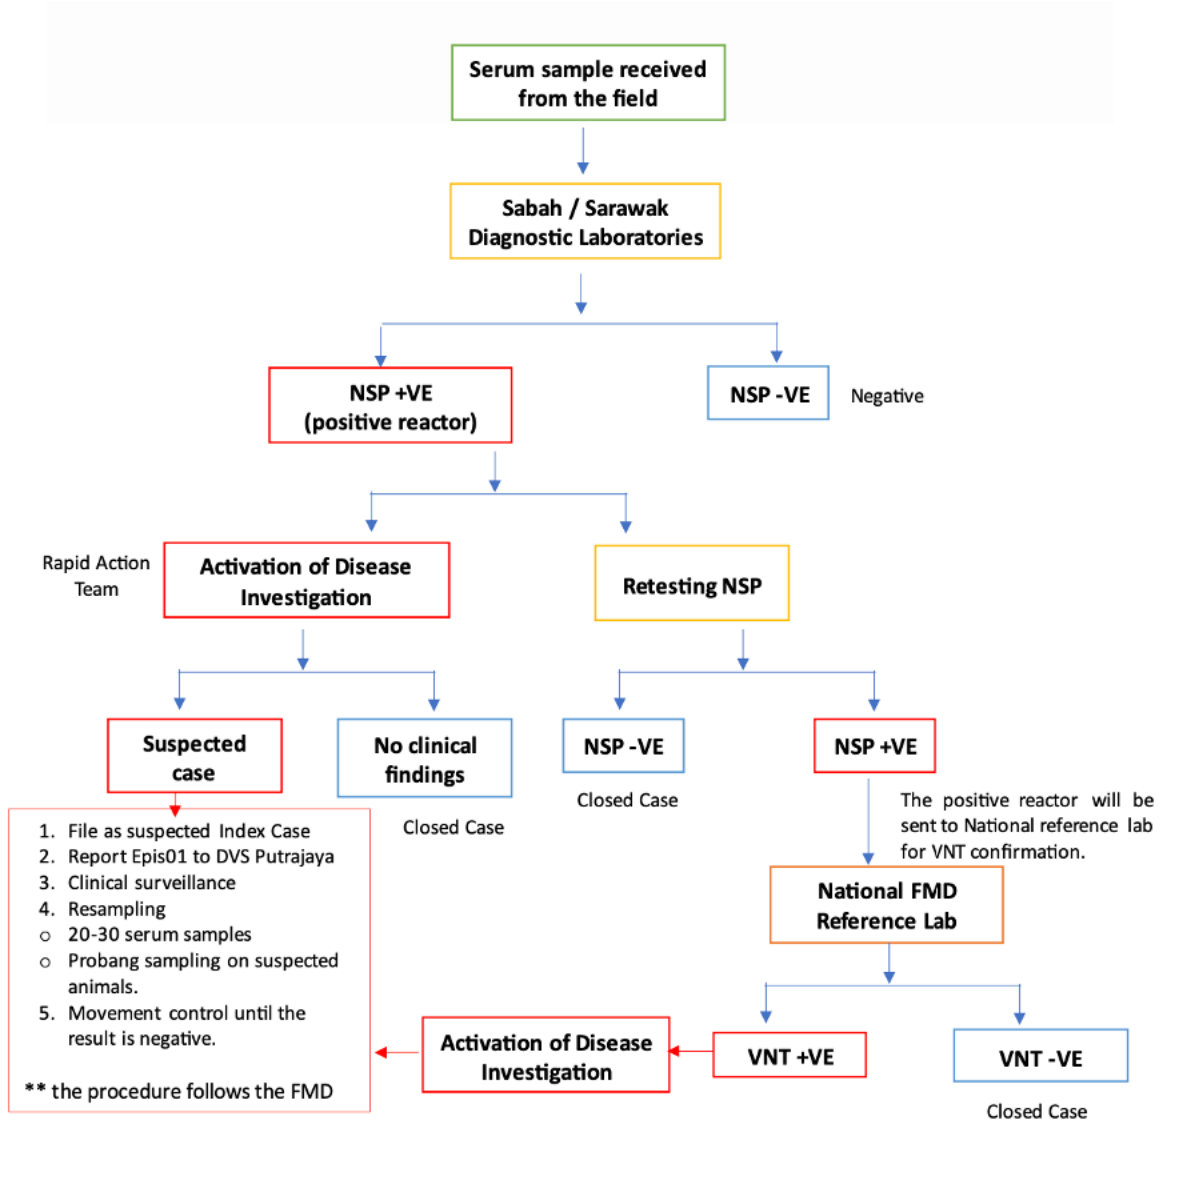 Serum sample received
from the field
Sabah / Sarawak
Diagnostic Laboratories
NSP +VE
(positive reactor)
NSP -VE
Negative
Rapid Action
Team
Activation of Disease
Investigation
Retesting NSP
Suspected
case
No clinical
findings
Closed Case
NSP -VE
Closed Case
NSP +VE
The positive reactor will be
sent to National reference lab
for VNT confirmation.
1. File as suspected Index Case
2. Report Epis01 to DVS Putrajaya
3. Clinical surveillance
4. Resampling
o 20-30 serum samples
o Probang sampling on suspected
animals.
5. Movement control until the
result is negative.
** the procedure follows the FMD
National FMD
Reference Lab
Activation of Disease
Investigation
VNT +VE
VNT -VE
Closed Case